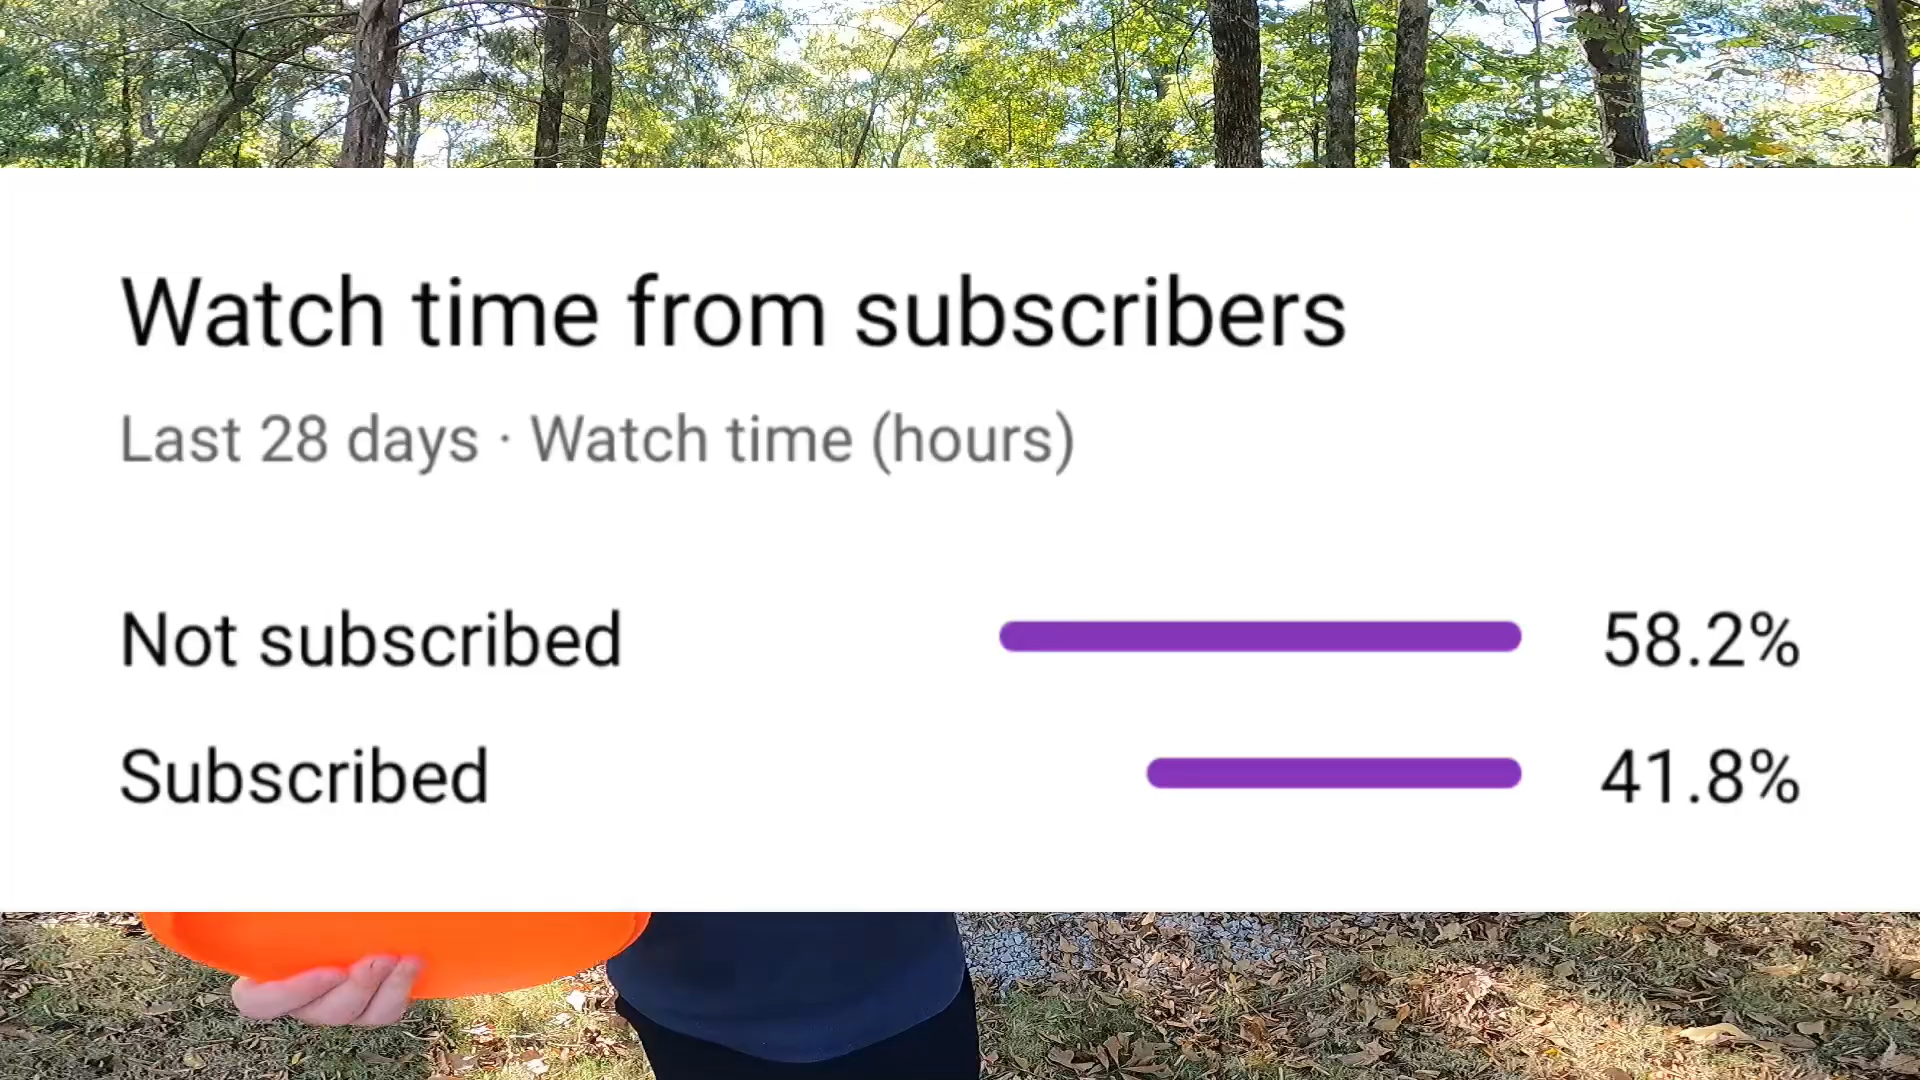 Watch time from subscribers
Last 28 days · Watch time (hours)
Not subscribed 58.2%
Subscribed 41.8%